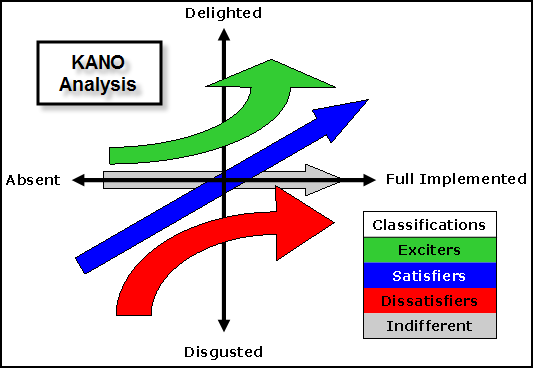 Delighted
KANO
Analysis
Absent
Full Implemented
Classifications
Exciters
Satisfiers
Dissatisfiers
Indifferent
Disgusted